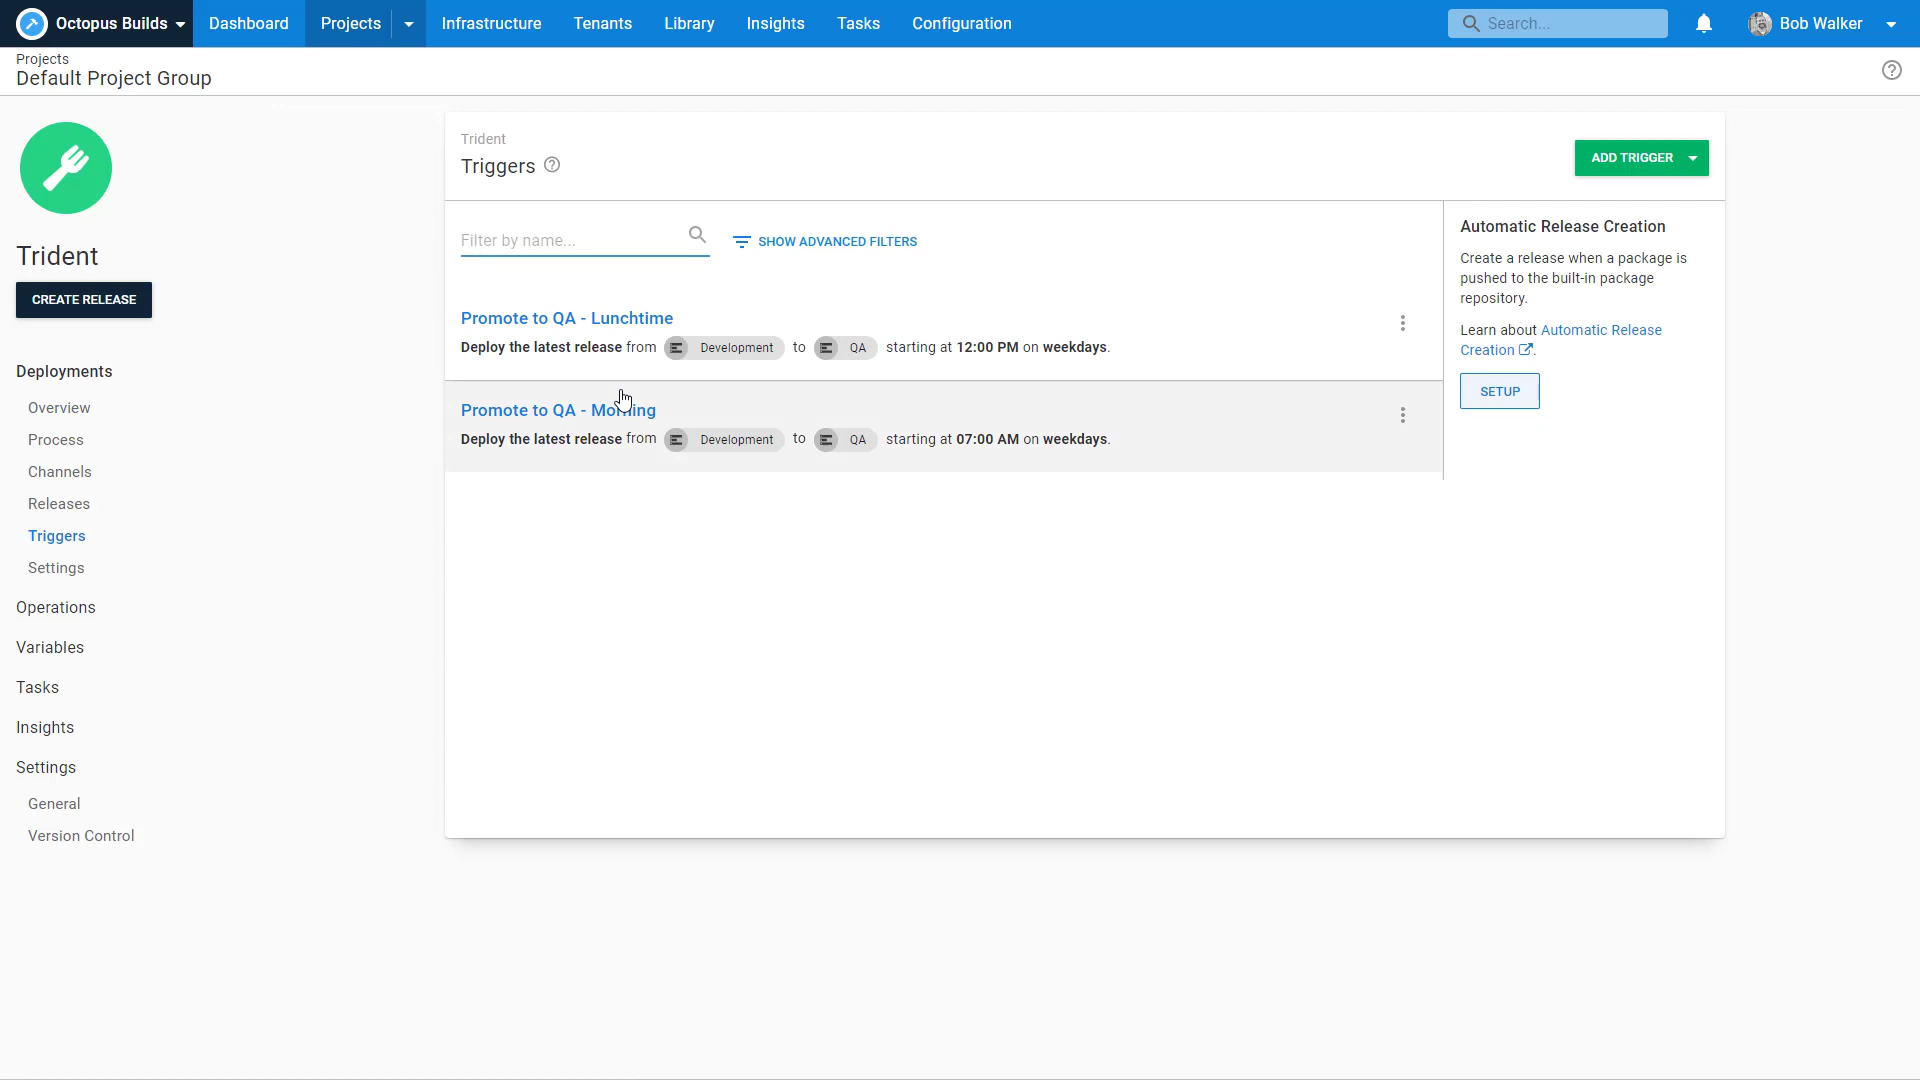 Octopus Builds
Dashboard
Projects
Infrastructure
Tenants
Library
Insights
Tasks
Configuration
Search...
Bob Walker
Projects
Default Project Group
Trident
CREATE RELEASE
Deployments
Overview
Process
Channels
Releases
Triggers
Settings
Operations
Variables
Tasks
Insights
Settings
General
Version Control
Trident
Triggers
ADD TRIGGER
Filter by name...
SHOW ADVANCED FILTERS
Promote to QA - Lunchtime
Deploy the latest release from Development to QA starting at 12:00 PM on weekdays.
Promote to QA - Morning
Deploy the latest release from Development to QA starting at 07:00 AM on weekdays.
Automatic Release Creation
Create a release when a package is
pushed to the built-in package
repository.
Learn about Automatic Release
Creation.
SETUP